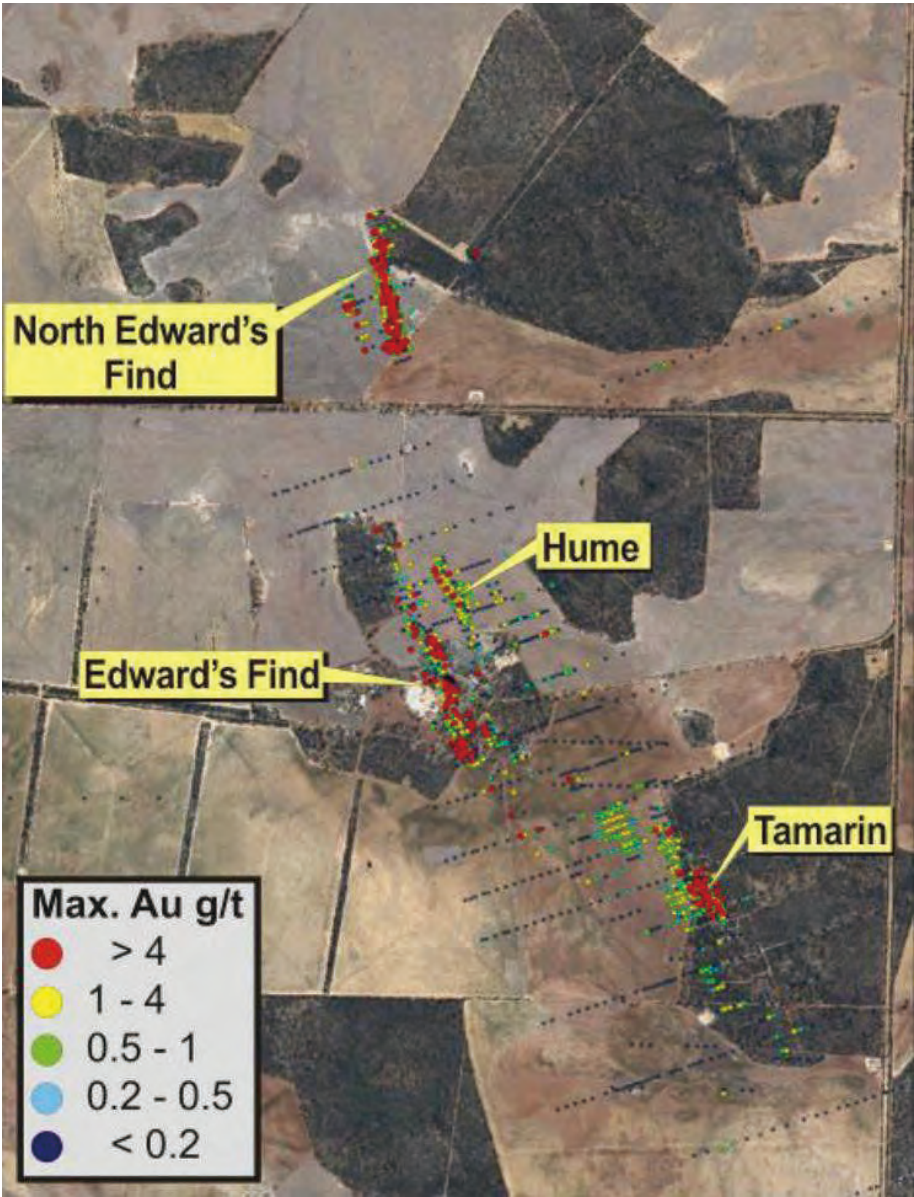 North Edward's
Find
Hume
Edward's Find
Tamarin
Max. Au g/t
> 4
1 - 4
0.5 - 1
0.2 - 0.5
< 0.2